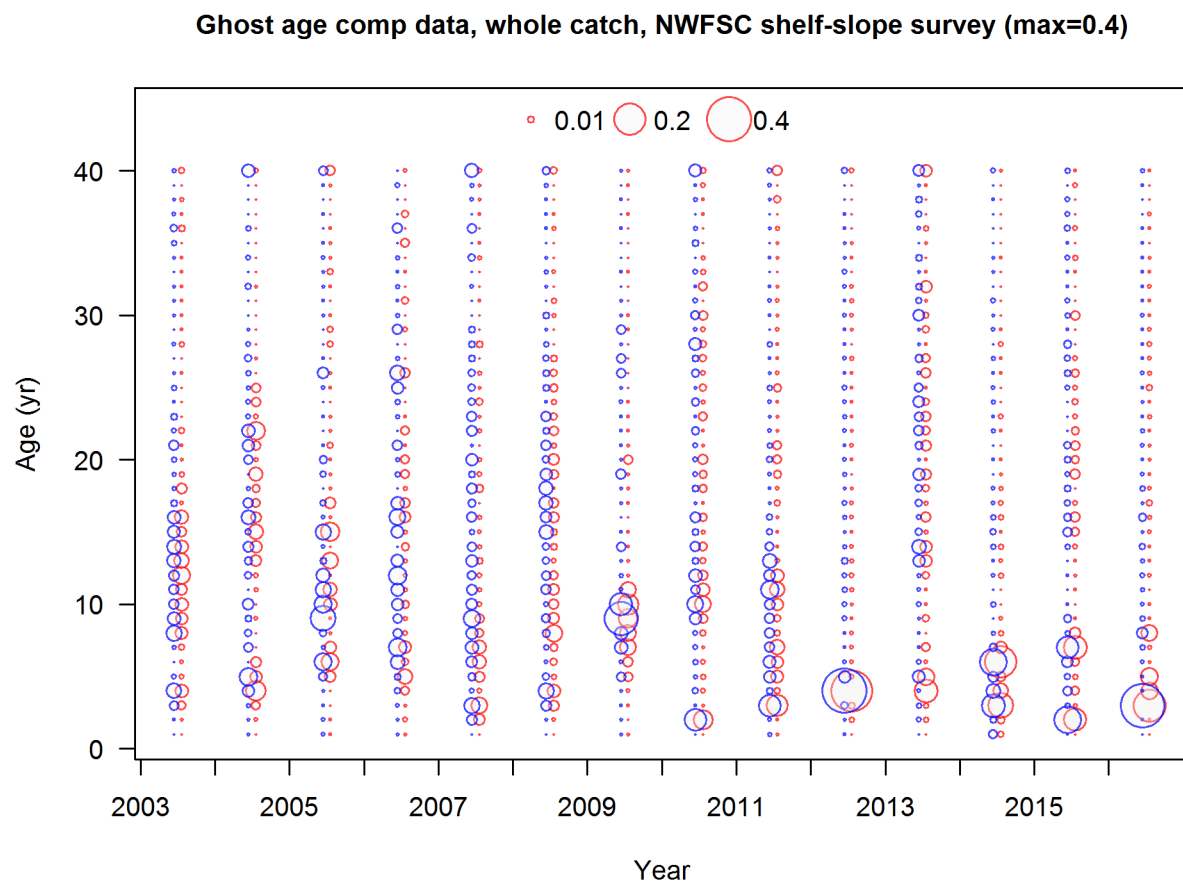 Ghost age comp data, whole catch, NWFSC shelf-slope survey (max=0.4)
0.01 0.2 0.4
40
30
20
10
0
Age (yr)
2003 2005 2007 2009 2011 2013 2015
Year